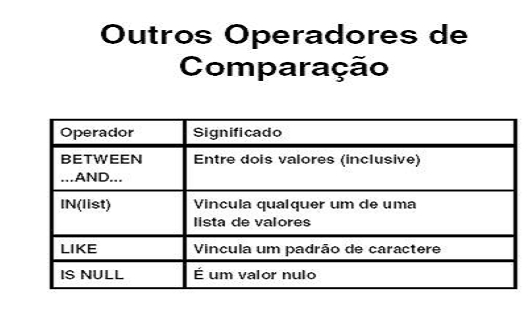 Outros Operadores de
Comparação
Operador Significado
BETWEEN Entre dois valores (inclusive)
...AND...
IN(list) Vincula qualquer um de uma
lista de valores
LIKE Vincula um padrão de caractere
IS NULL É um valor nulo